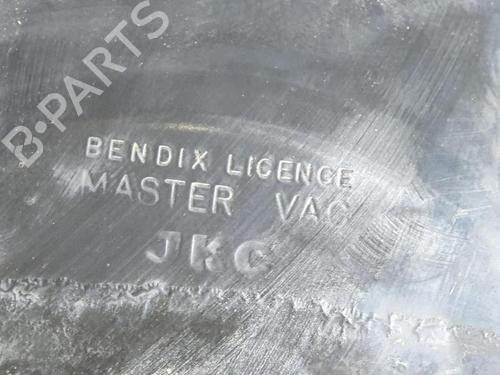 B-PARTS
BENDIX LICENCE
MASTER VAC
JKC